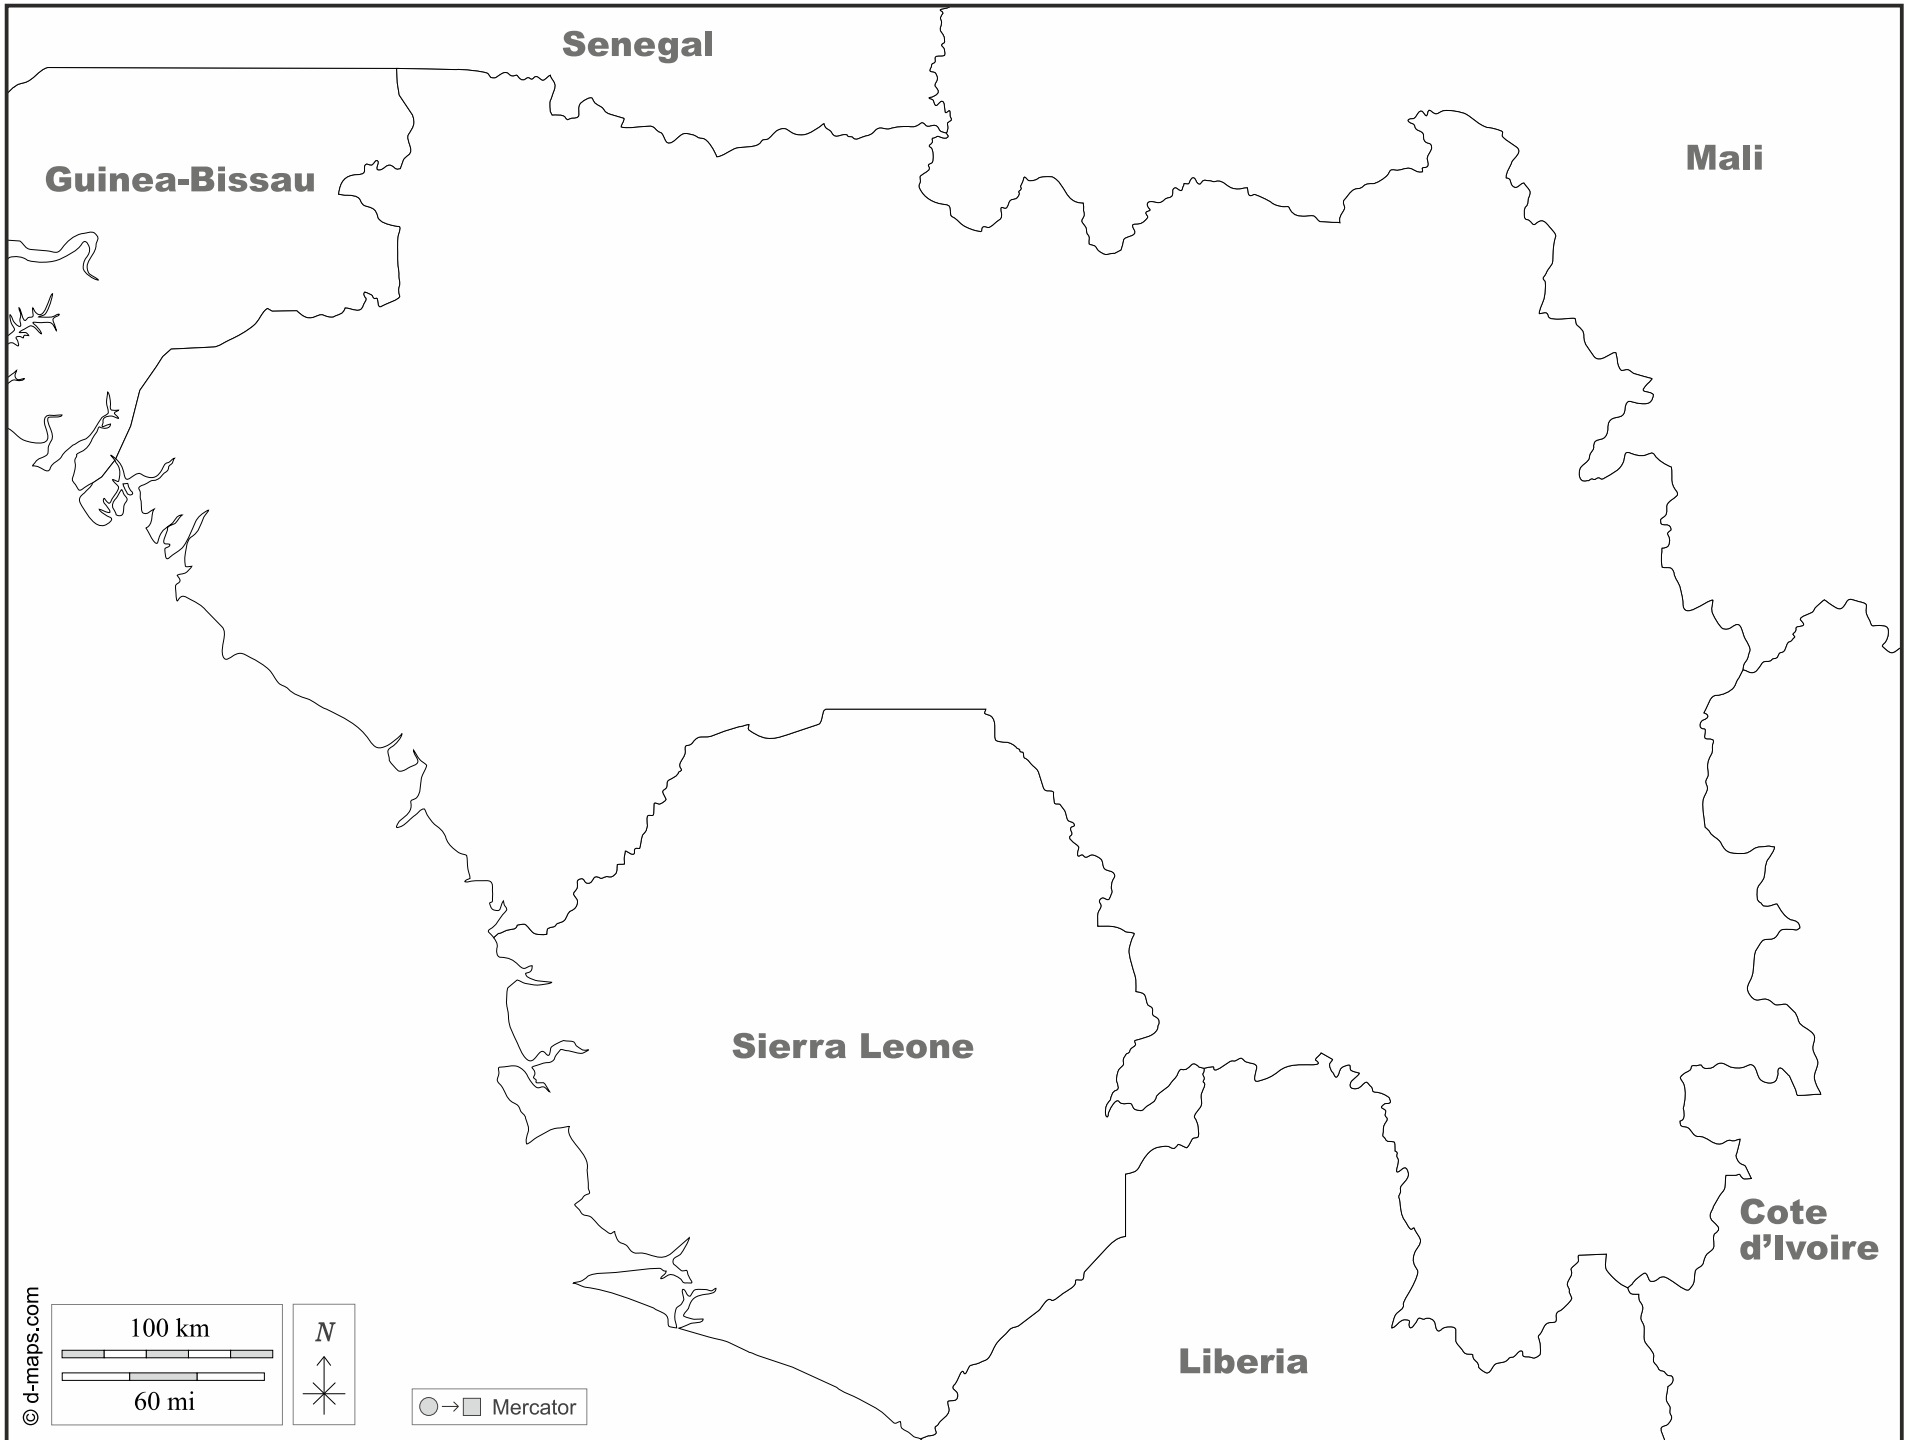 Senegal
Mali
Guinea-Bissau
Sierra Leone
Cote
d'Ivoire
Liberia
© d-maps.com
100 km
60 mi
N
Mercator